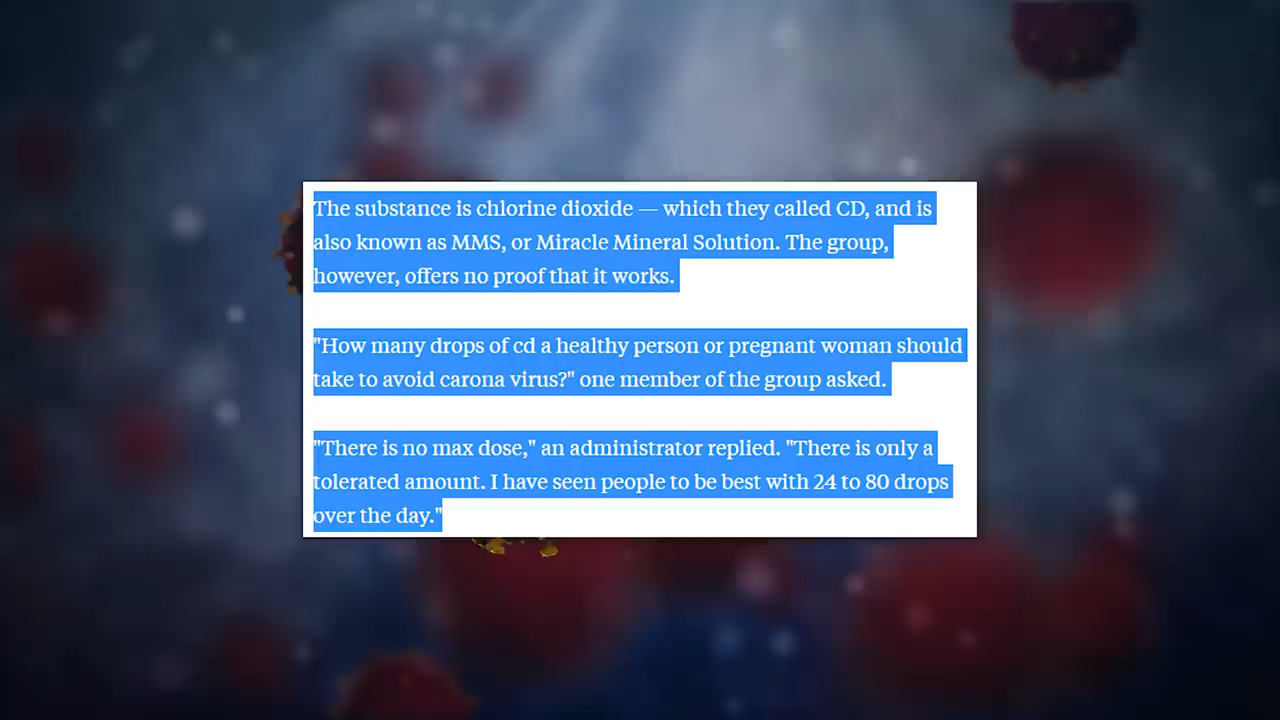 The substance is chlorine dioxide — which they called CD, and is
also known as MMS, or Miracle Mineral Solution. The group,
however, offers no proof that it works.
"How many drops of cd a healthy person or pregnant woman should
take to avoid carona virus?" one member of the group asked.
"There is no max dose," an administrator replied. "There is only a
tolerated amount. I have seen people to be best with 24 to 80 drops
over the day."